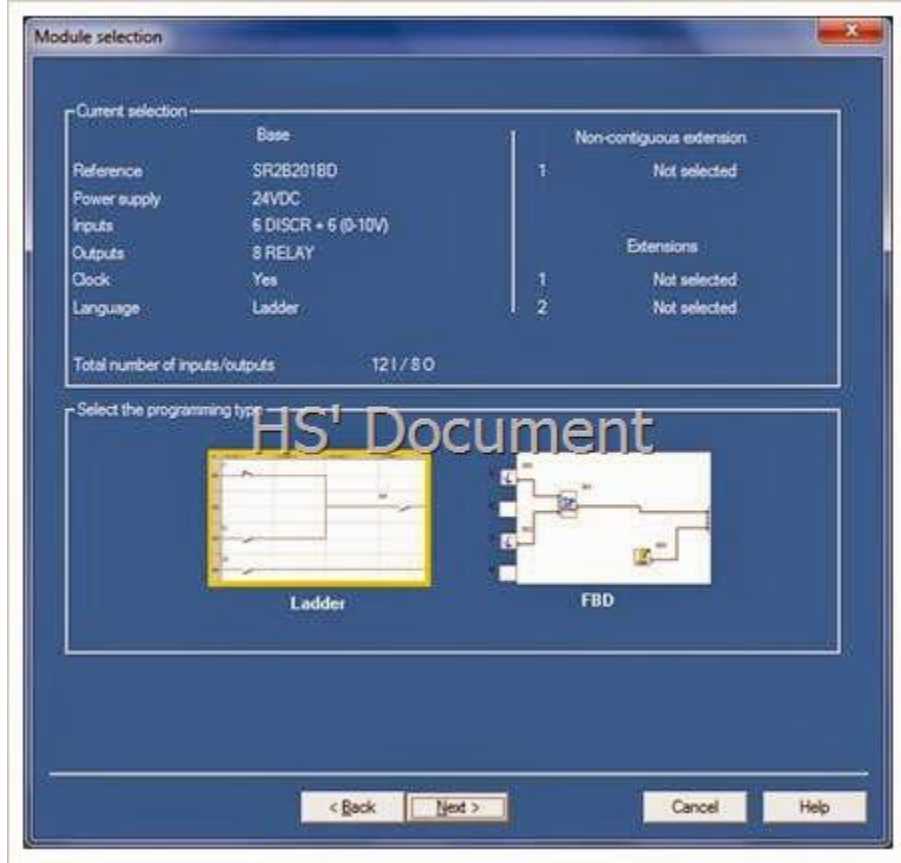 Module selection
Current selection
Base
Reference SR2B201BD
Power supply 24VDC
Inputs 6 DISCR + 6 (0-10V)
Outputs 8 RELAY
Clock Yes
Language Ladder
Total number of inputs/outputs 12 I / 8 O
Non-contiguous extension
1 Not selected
Extensions
1 Not selected
2 Not selected
Select the programming type
HS' Document
Ladder
FBD
< Back Next > Cancel Help